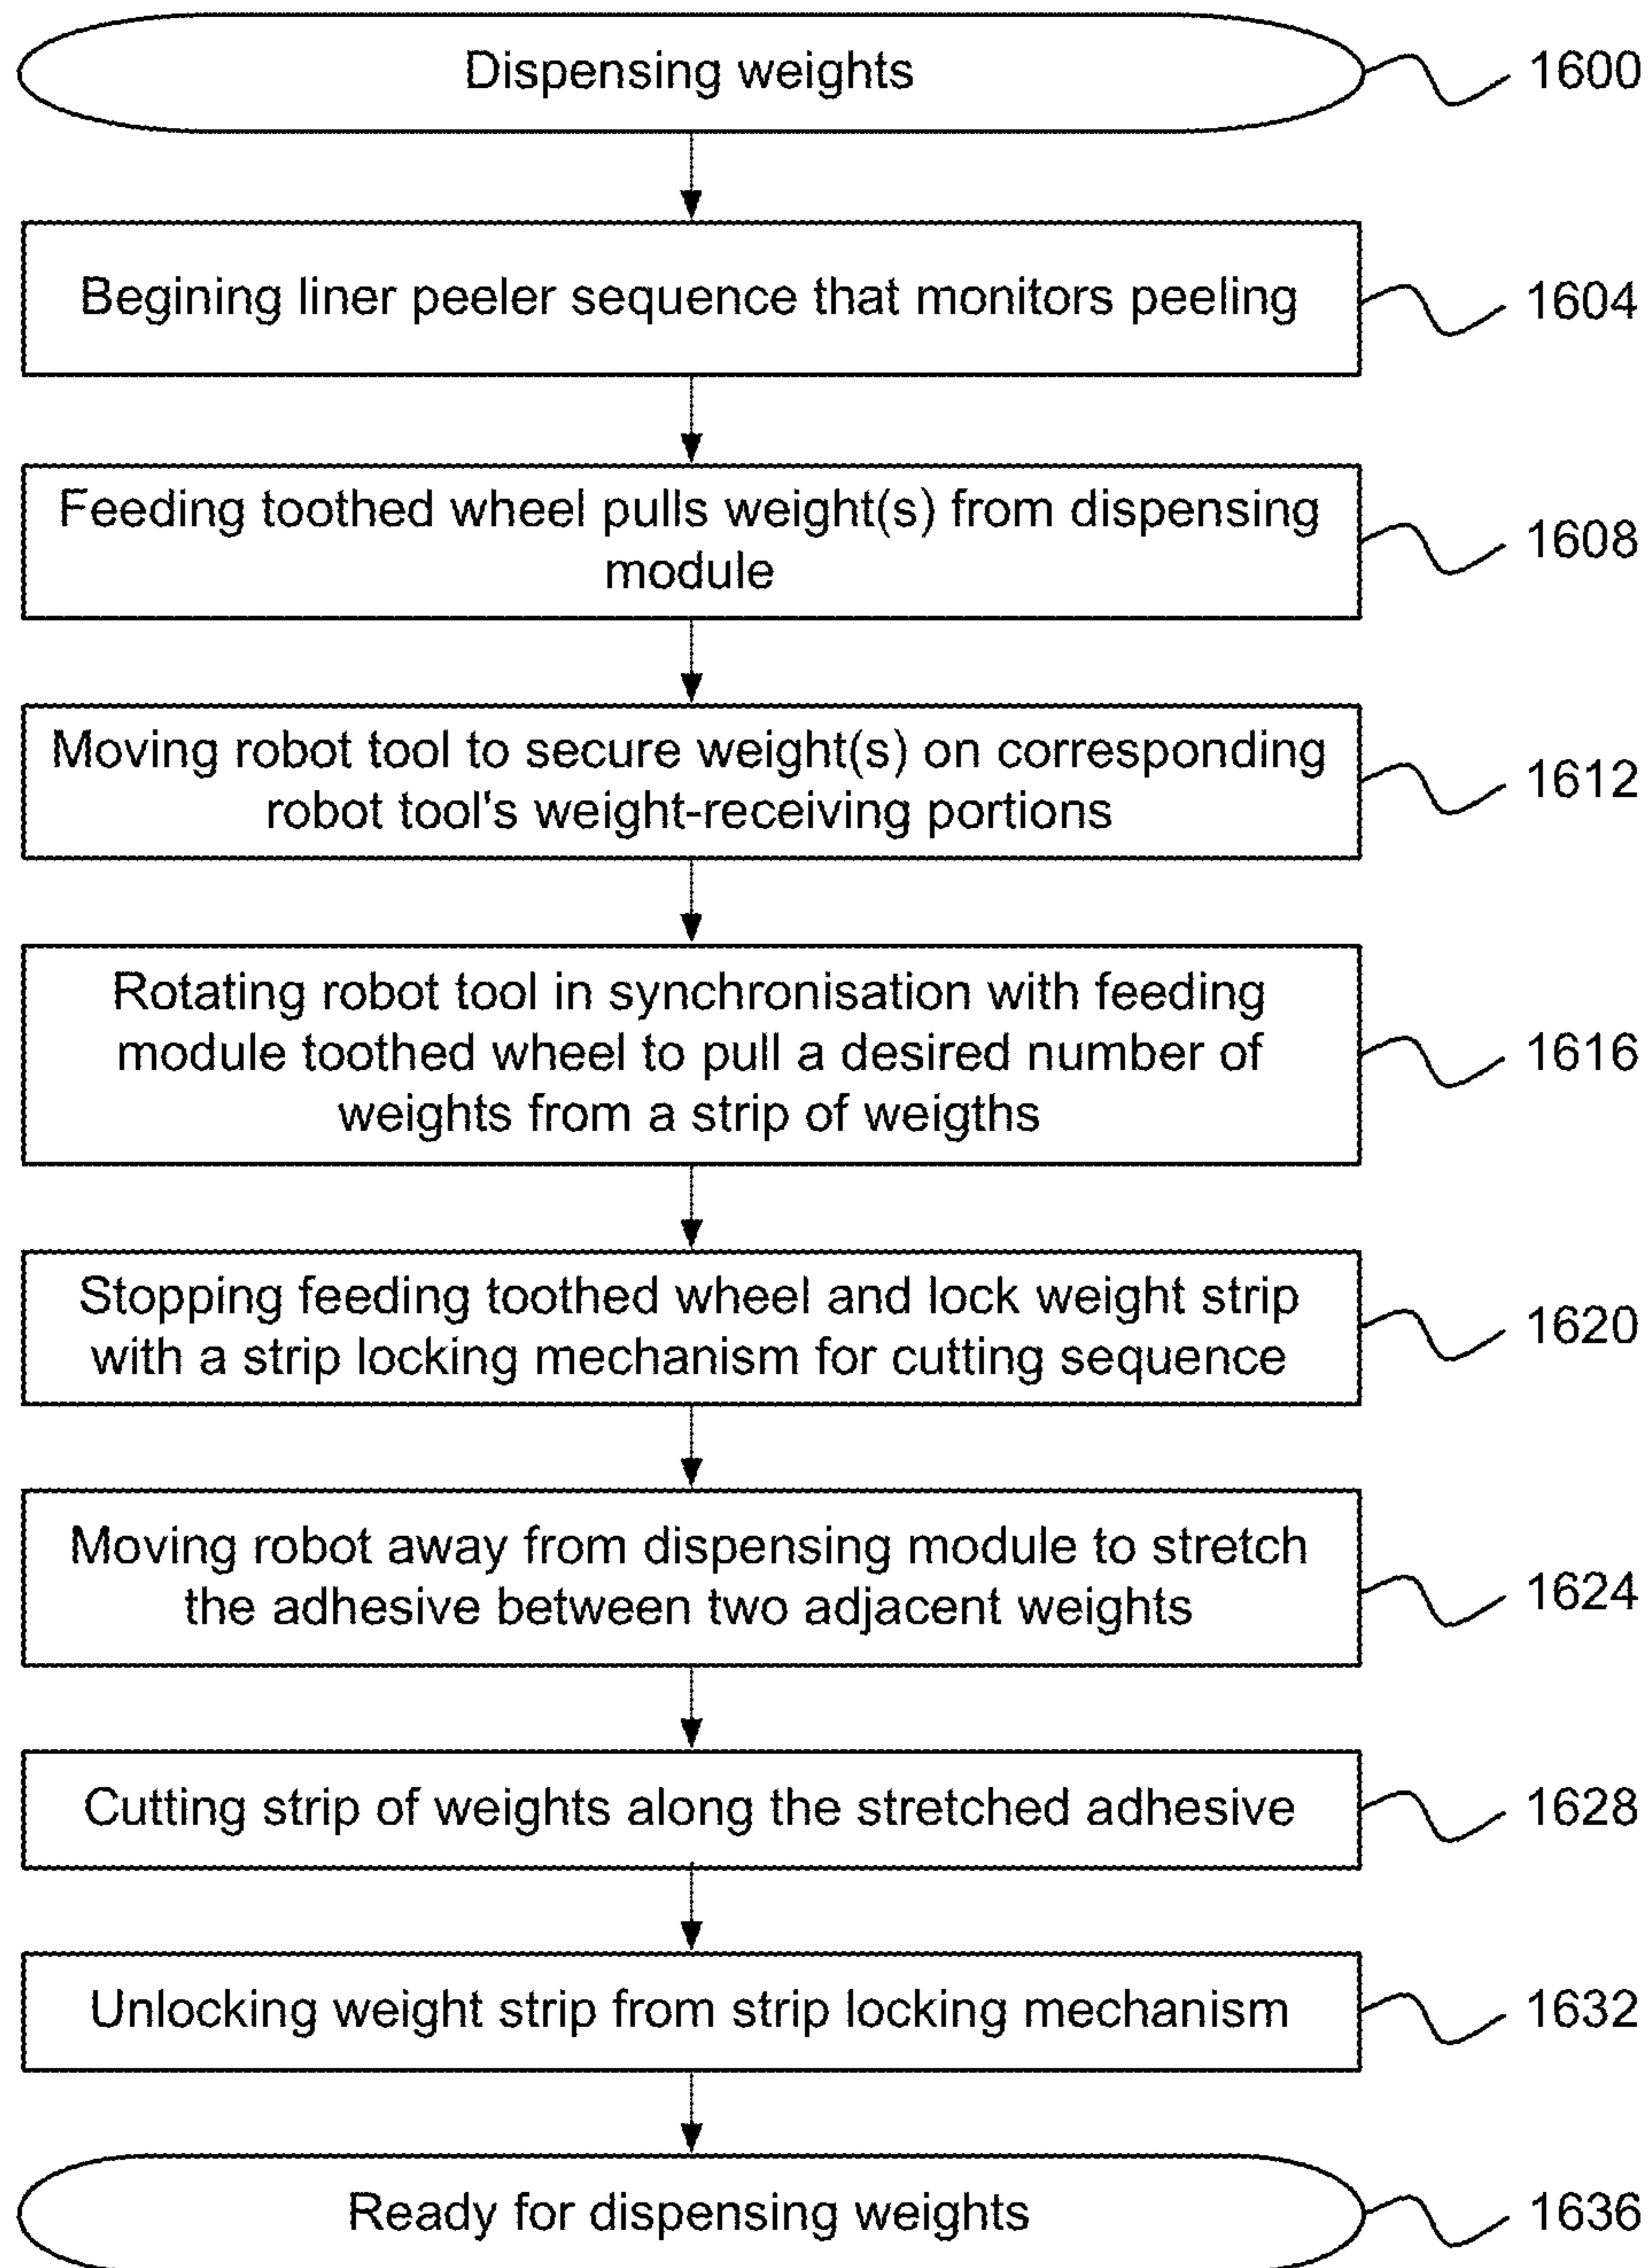 Dispensing weights
1600
Begining liner peeler sequence that monitors peeling
1604
Feeding toothed wheel pulls weight(s) from dispensing
module
1608
Moving robot tool to secure weight(s) on corresponding
robot tool's weight-receiving portions
1612
Rotating robot tool in synchronisation with feeding
module toothed wheel to pull a desired number of
weights from a strip of weigths
1616
Stopping feeding toothed wheel and lock weight strip
with a strip locking mechanism for cutting sequence
1620
Moving robot away from dispensing module to stretch
the adhesive between two adjacent weights
1624
Cutting strip of weights along the stretched adhesive
1628
Unlocking weight strip from strip locking mechanism
1632
Ready for dispensing weights
1636